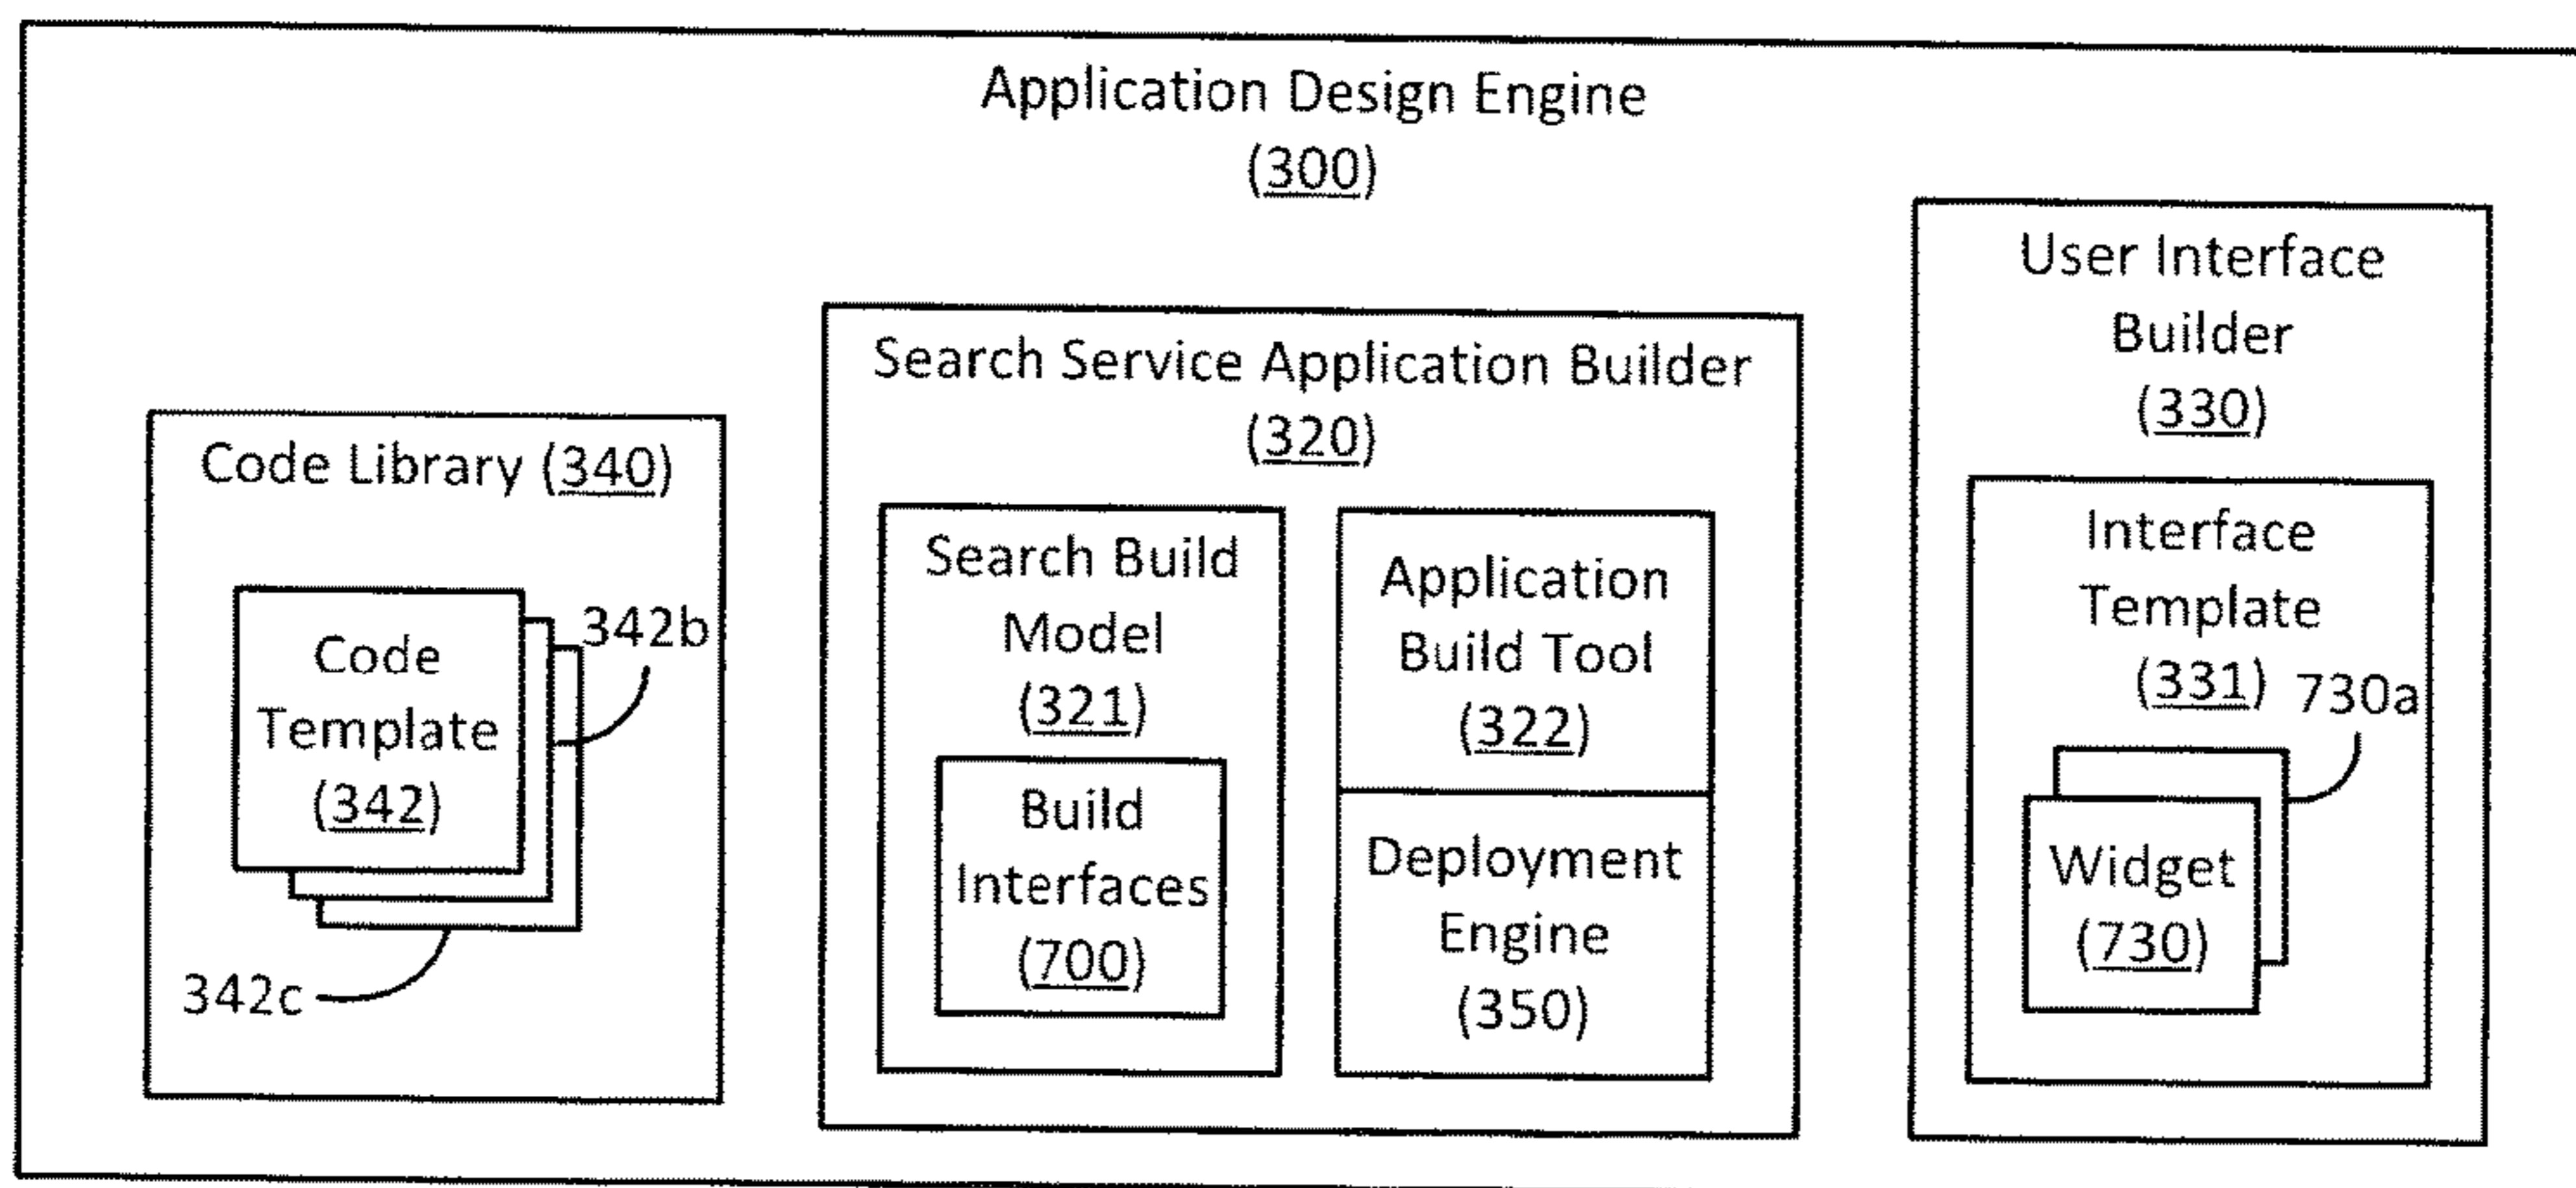 Application Design Engine
(300)
Code Library (340)
Code
Template
(342)
342b
342c
Search Service Application Builder
(320)
Search Build
Model
(321)
Build
Interfaces
(700)
Application
Build Tool
(322)
Deployment
Engine
(350)
User Interface
Builder
(330)
Interface
Template
(331)
730a
Widget
(730)